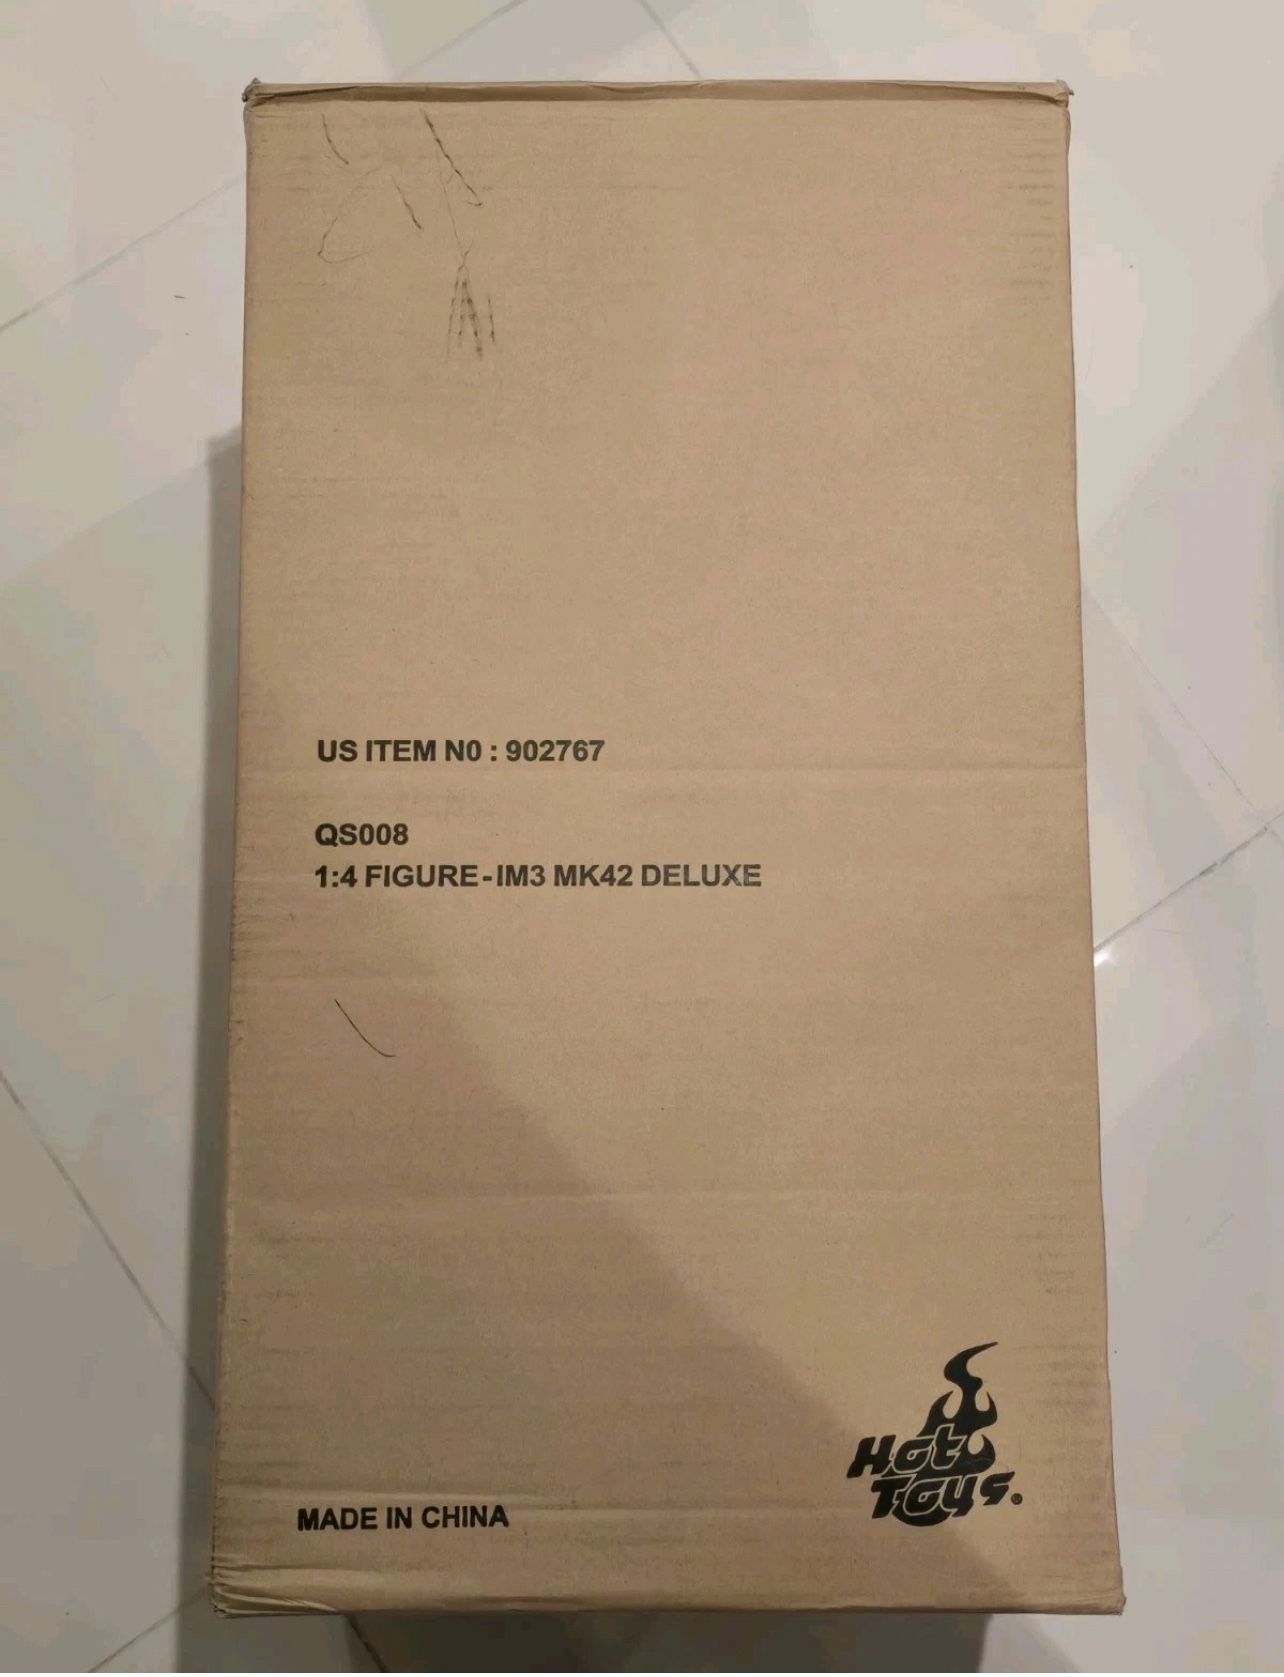 US ITEM N0 : 902767
QS008
1:4 FIGURE-IM3 MK42 DELUXE
Hot
Toys®
MADE IN CHINA